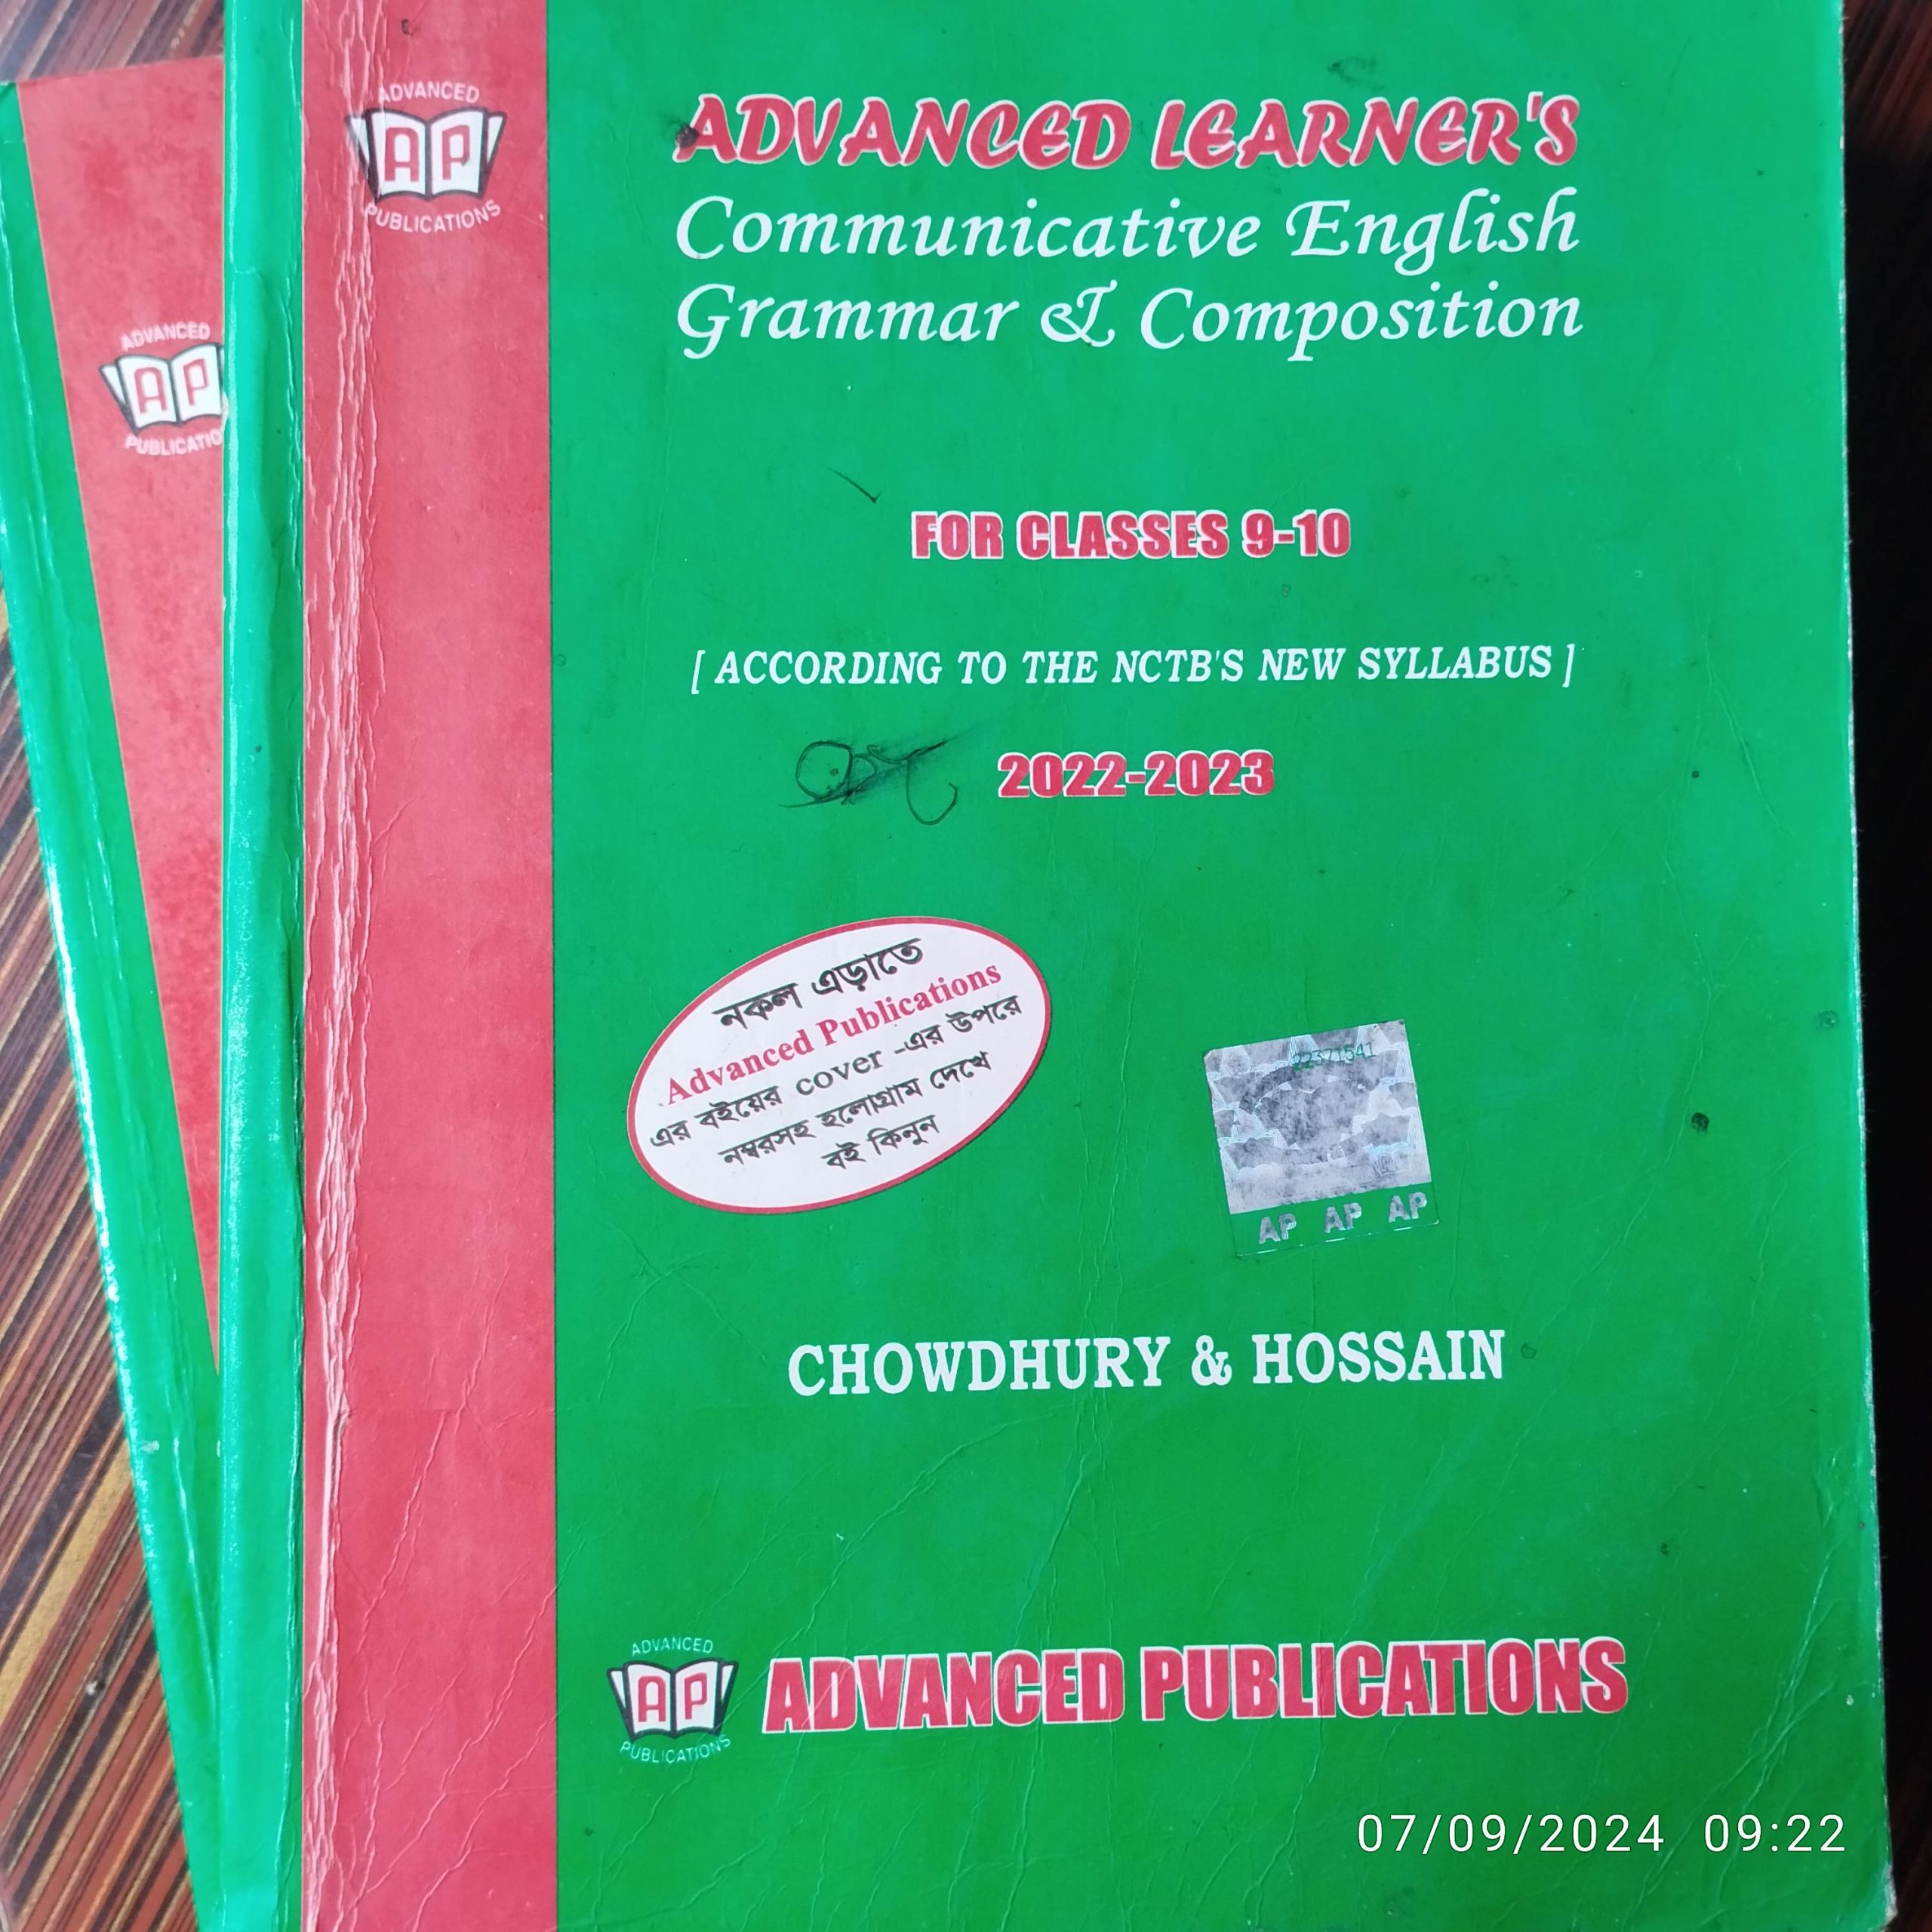 ADVANCED
AP
PUBLICATIONS
ADVANCED
AP
ADVANCED LEARNER'S
Communicative English
Grammar & Composition
FOR CLASSES 9-10
[ ACCORDING TO THE NCTB'S NEW SYLLABUS ]
2022-2023
নকল এড়াতে
Advanced Publications
এর বইয়ের cover -এর উপরে
নম্বরসহ হলোগ্রাম দেখে
বই কিনুন
AP AP AP
CHOWDHURY & HOSSAIN
ADVANCED
AP
PUBLICATIONS
ADVANCED PUBLICATIONS
07/09/2024 09:22